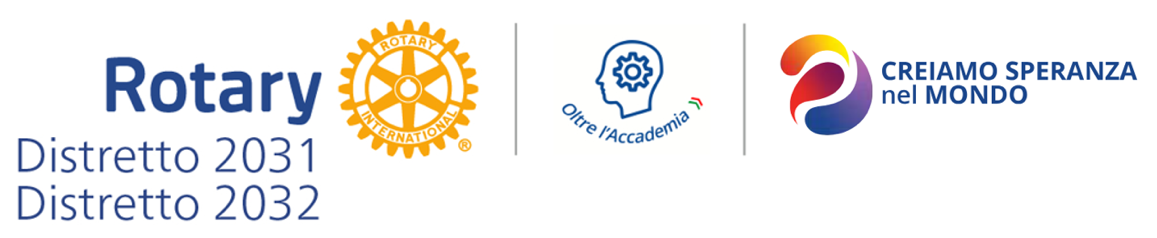 Rotary
Distretto 2031
Distretto 2032
ROTARY
INTERNATIONAL
®
Oltre l'Accademia
CREIAMO SPERANZA
nel MONDO